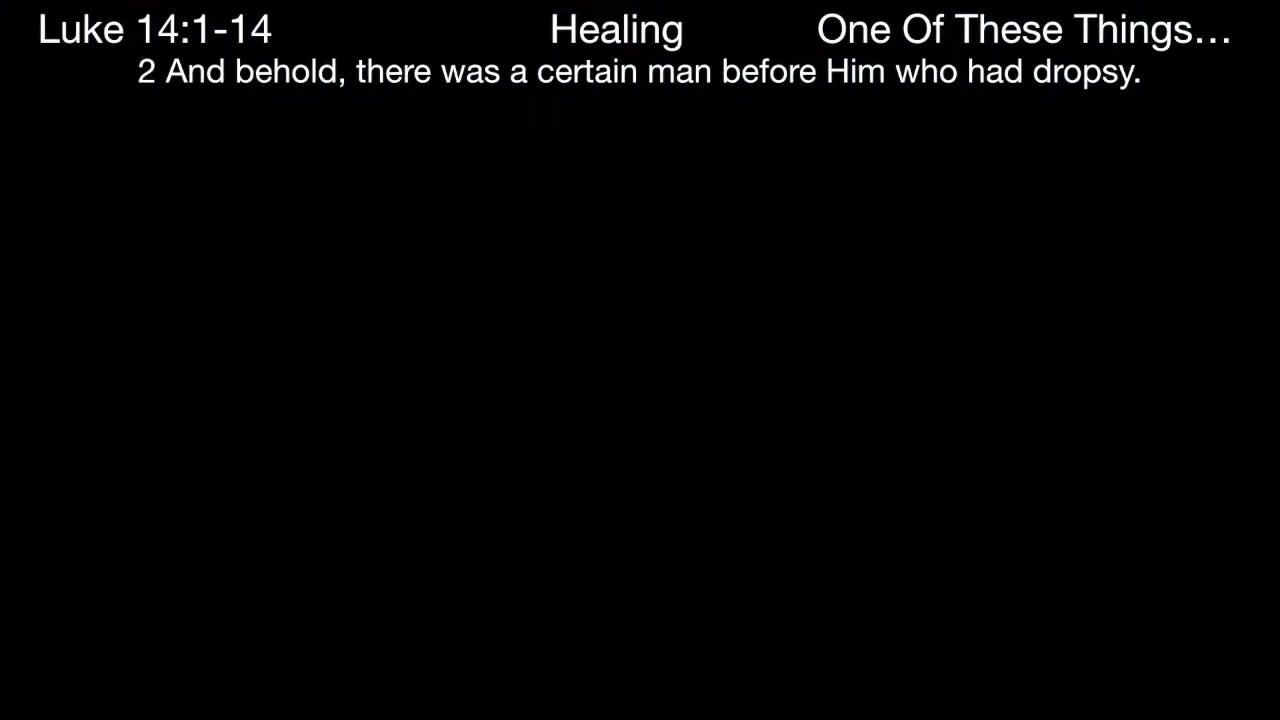 Luke 14:1-14 Healing One Of These Things…
2 And behold, there was a certain man before Him who had dropsy.